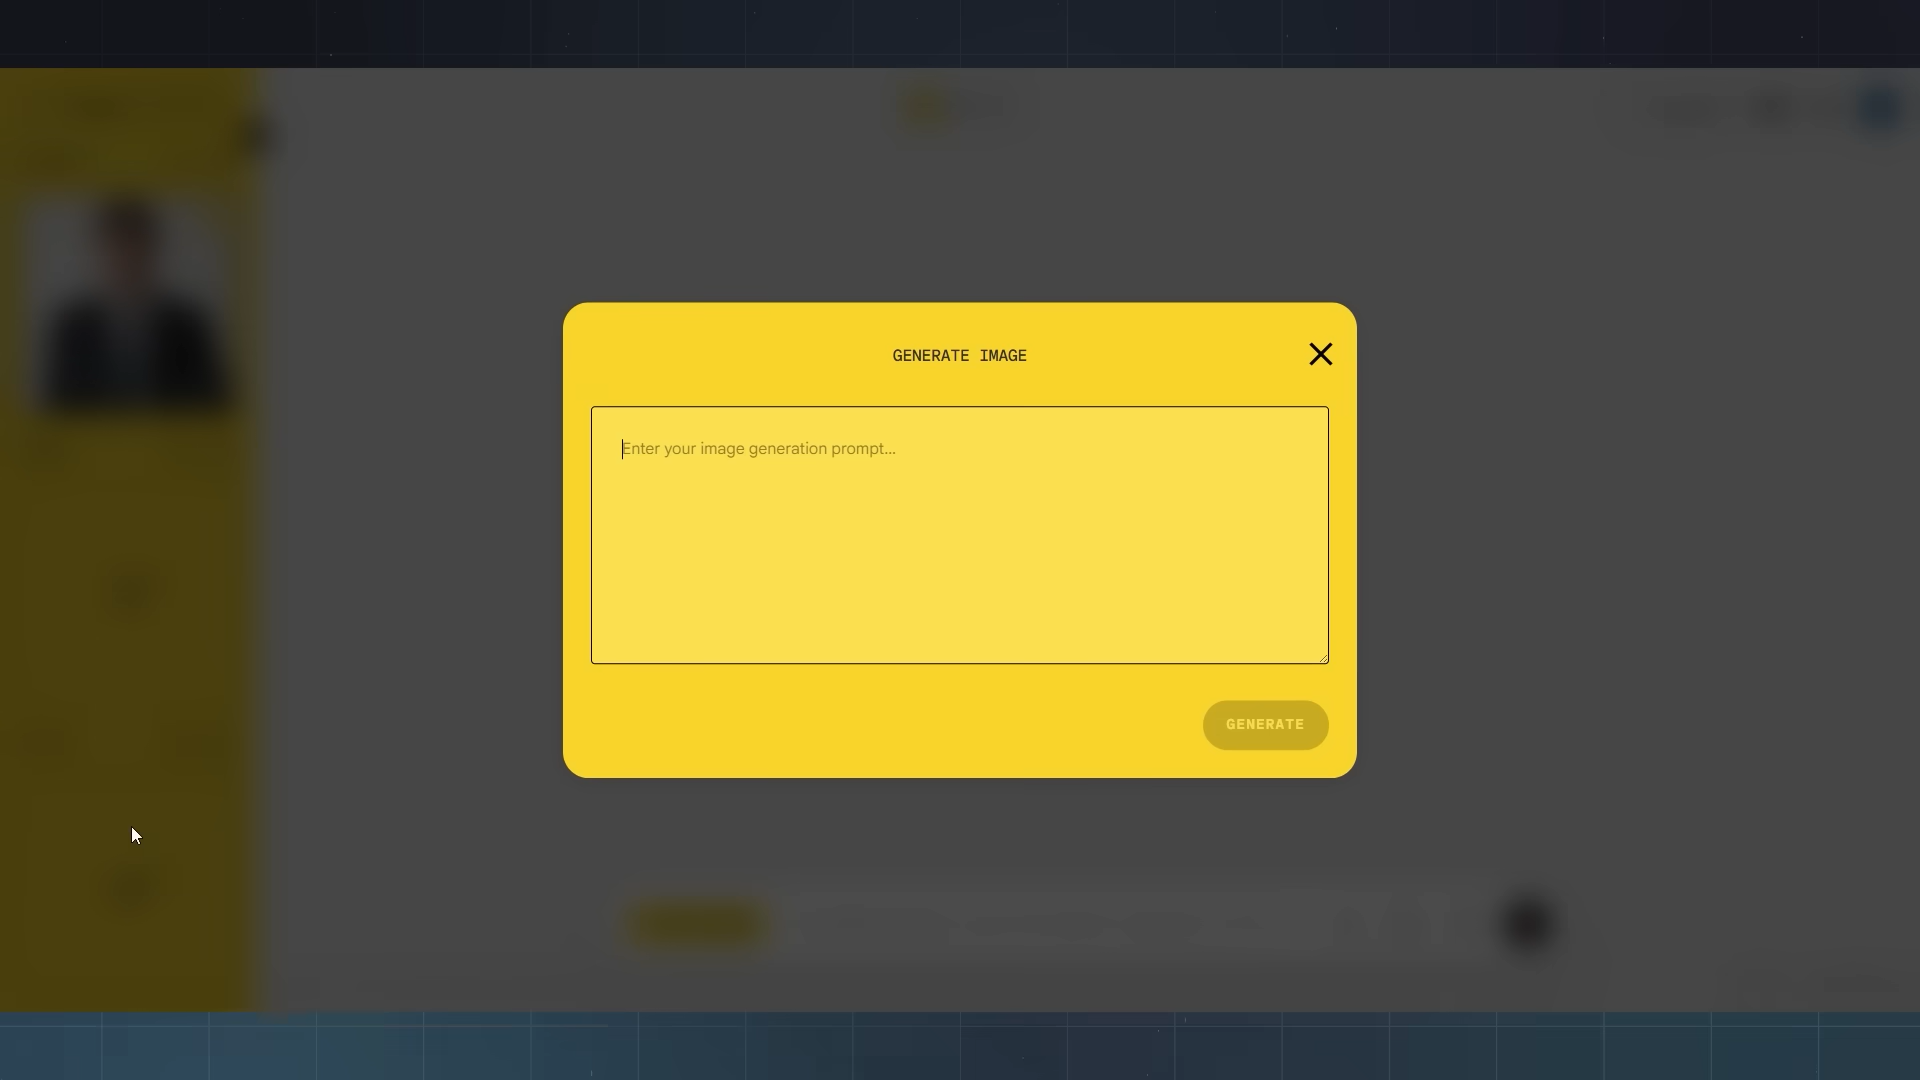 GENERATE IMAGE
Enter your image generation prompt...
GENERATE